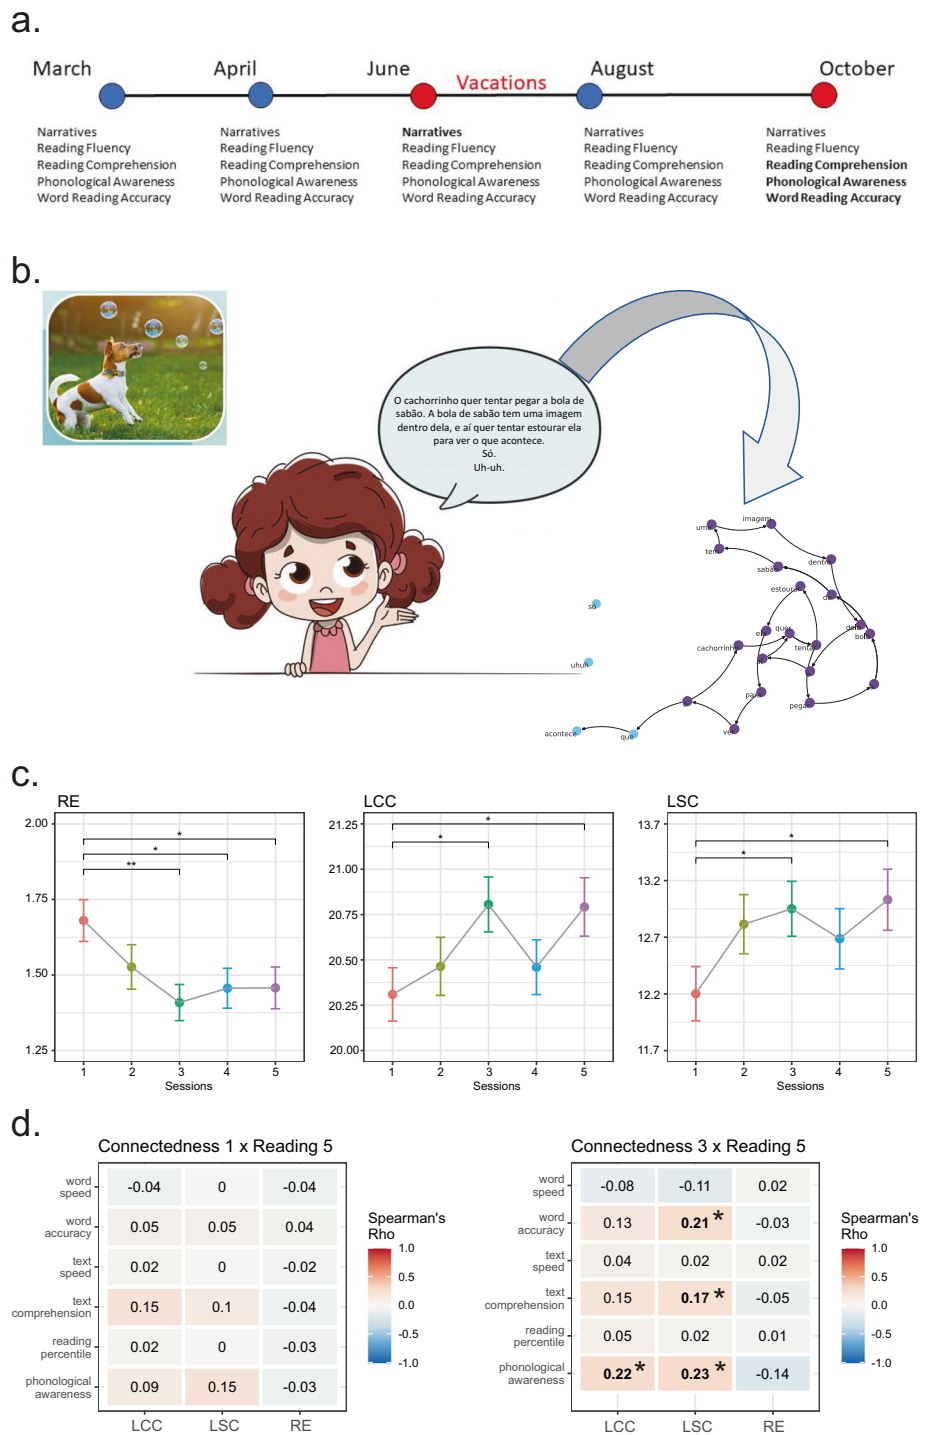 a.
March April June Vacations August October
Narratives Narratives Narratives Narratives Narratives
Reading Fluency Reading Fluency Reading Fluency Reading Fluency Reading Fluency
Reading Comprehension Reading Comprehension Reading Comprehension Reading Comprehension Reading Comprehension
Phonological Awareness Phonological Awareness Phonological Awareness Phonological Awareness Phonological Awareness
Word Reading Accuracy Word Reading Accuracy Word Reading Accuracy Word Reading Accuracy Word Reading Accuracy
b.
O cachorrinho quer tentar pegar a bola de
sabão. A bola de sabão tem uma imagem
dentro dela, e aí quer tentar estourar ela
para ver o que acontece.
Só.
Uh-uh.
imagem
uma
tem
dentro
sabão
estourar
de
só
ela quer
dela
bola
cachorrinho
tentar
uhuh
para
pegar
ver
acontece
que
c.
RE
2.00
1.75
1.50
1.25
* * **
1 2 3 4 5
Sessions
LCC
21.25
21.00
20.75
20.50
20.25
20.00
* *
1 2 3 4 5
Sessions
LSC
13.7
13.2
12.7
12.2
11.7
* *
1 2 3 4 5
Sessions
d.
Connectedness 1 x Reading 5
word
speed
-0.04 0 -0.04
word
accuracy
0.05 0.05 0.04
text
speed
0.02 0 -0.02
text
comprehension
0.15 0.1 -0.04
reading
percentile
0.02 0 -0.03
phonological
awareness
0.09 0.15 -0.03
LCC LSC RE
Spearman's
Rho
1.0
0.5
0.0
-0.5
-1.0
Connectedness 3 x Reading 5
word
speed
-0.08 -0.11 0.02
word
accuracy
0.13 0.21 * -0.03
text
speed
0.04 0.02 0.02
text
comprehension
0.15 0.17 * -0.05
reading
percentile
0.05 0.02 0.01
phonological
awareness
0.22 * 0.23 * -0.14
LCC LSC RE
Spearman's
Rho
1.0
0.5
0.0
-0.5
-1.0